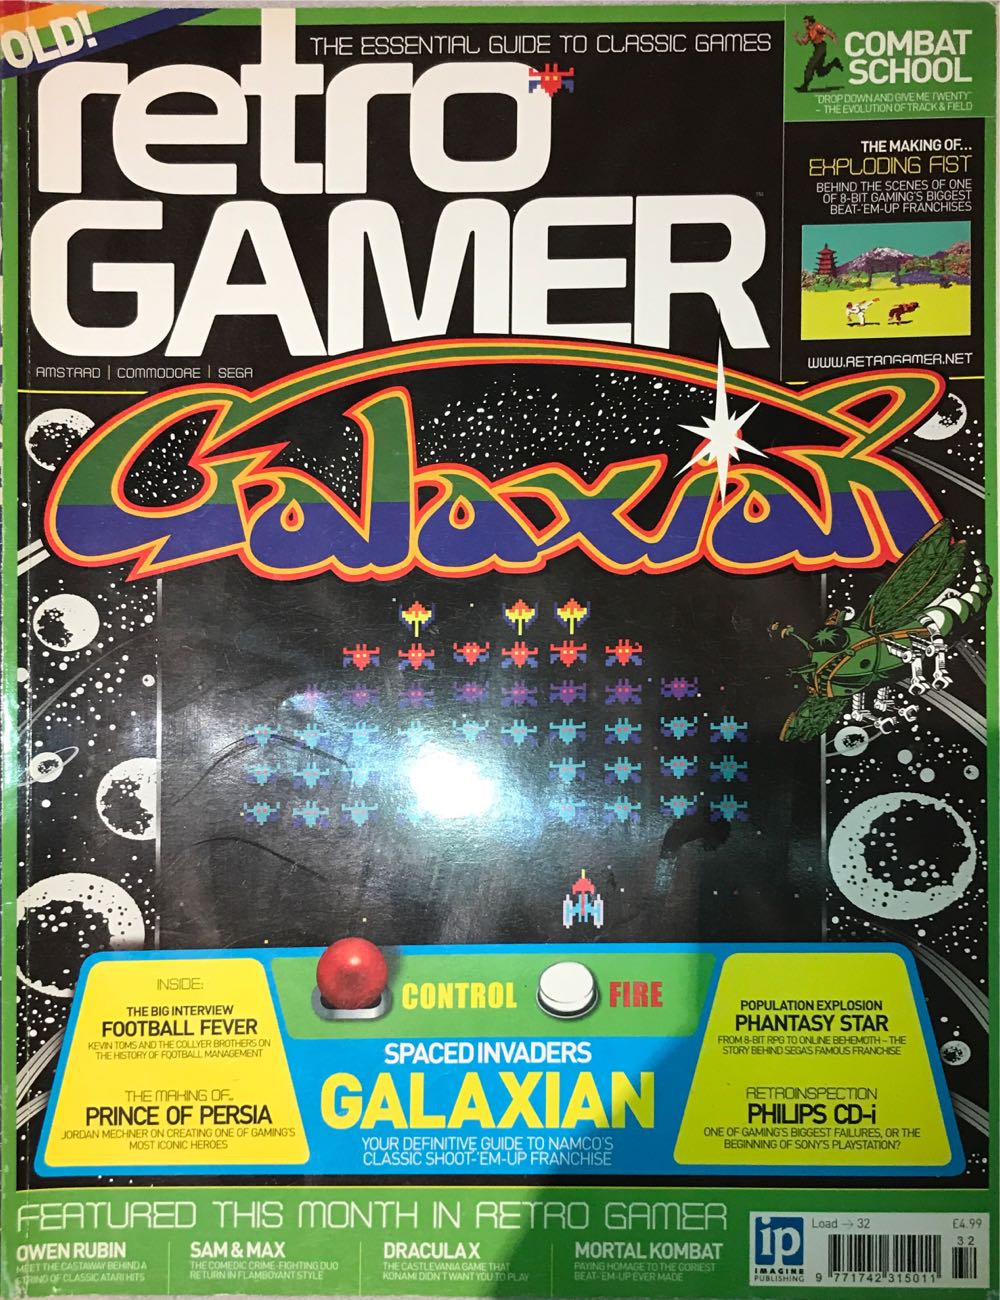 OLD!
THE ESSENTIAL GUIDE TO CLASSIC GAMES
retro
GAMER
™
AMSTRAD | COMMODORE | SEGA
COMBAT
SCHOOL
"DROP DOWN AND GIVE ME TWENTY"
– THE EVOLUTION OF TRACK & FIELD
THE MAKING OF...
EXPLODING FIST
BEHIND THE SCENES OF ONE
OF 8-BIT GAMING'S BIGGEST
BEAT-'EM-UP FRANCHISES
WWW.RETROGAMER.NET
Galaxian
INSIDE:
THE BIG INTERVIEW
FOOTBALL FEVER
KEVIN TOMS AND THE COLLYER BROTHERS ON
THE HISTORY OF FOOTBALL MANAGEMENT
THE MAKING OF...
PRINCE OF PERSIA
JORDAN MECHNER ON CREATING ONE OF GAMING'S
MOST ICONIC HEROES
CONTROL FIRE
SPACED INVADERS
GALAXIAN
YOUR DEFINITIVE GUIDE TO NAMCO'S
CLASSIC SHOOT-'EM-UP FRANCHISE
POPULATION EXPLOSION
PHANTASY STAR
FROM 8-BIT RPG TO ONLINE BEHEMOTH – THE
STORY BEHIND SEGA'S FAMOUS FRANCHISE
RETROINSPECTION
PHILIPS CD-i
ONE OF GAMING'S BIGGEST FAILURES, OR THE
BEGINNING OF SONY'S PLAYSTATION?
FEATURED THIS MONTH IN RETRO GAMER
OWEN RUBIN
MEET THE CASTAWAY BEHIND A
STRING OF CLASSIC ATARI HITS
SAM & MAX
THE COMEDIC CRIME-FIGHTING DUO
RETURN IN FLAMBOYANT STYLE
DRACULA X
THE CASTLEVANIA GAME THAT
KONAMI DIDN'T WANT YOU TO PLAY
MORTAL KOMBAT
PAYING HOMAGE TO THE GORIEST
BEAT-'EM-UP EVER MADE
ip
IMAGINE
PUBLISHING
Load → 32
£4.99
3 2
9 771742 315011